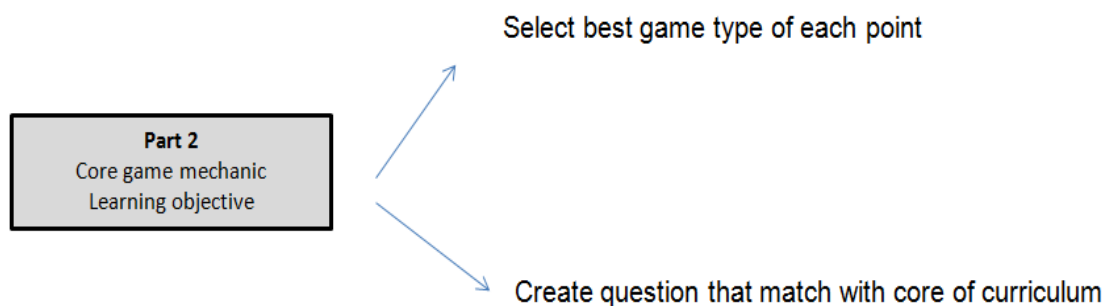 Select best game type of each point
Part 2
Core game mechanic
Learning objective
Create question that match with core of curriculum